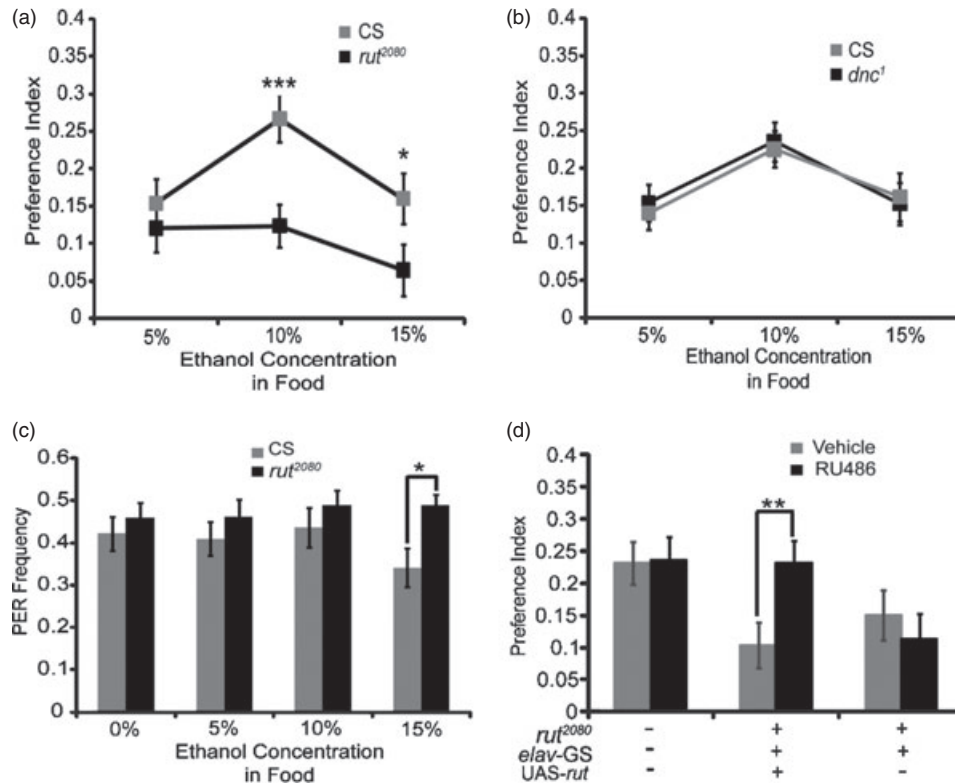 (a)
0.4
0.35
0.3
0.25
0.2
0.15
0.1
0.05
0
Preference Index
CS
rut2080
***
*
5% 10% 15%
Ethanol Concentration
in Food
(b)
0.4
0.35
0.3
0.25
0.2
0.15
0.1
0.05
0
Preference Index
CS
dnc1
5% 10% 15%
Ethanol Concentration
in Food
(c)
0.6
0.5
0.4
0.3
0.2
0.1
0
PER Frequency
CS
rut2080
*
0% 5% 10% 15%
Ethanol Concentration
in Food
(d)
0.4
0.35
0.3
0.25
0.2
0.15
0.1
0.05
0
Preference Index
Vehicle
RU486
**
rut2080 - + +
elav-GS - + +
UAS-rut - + -